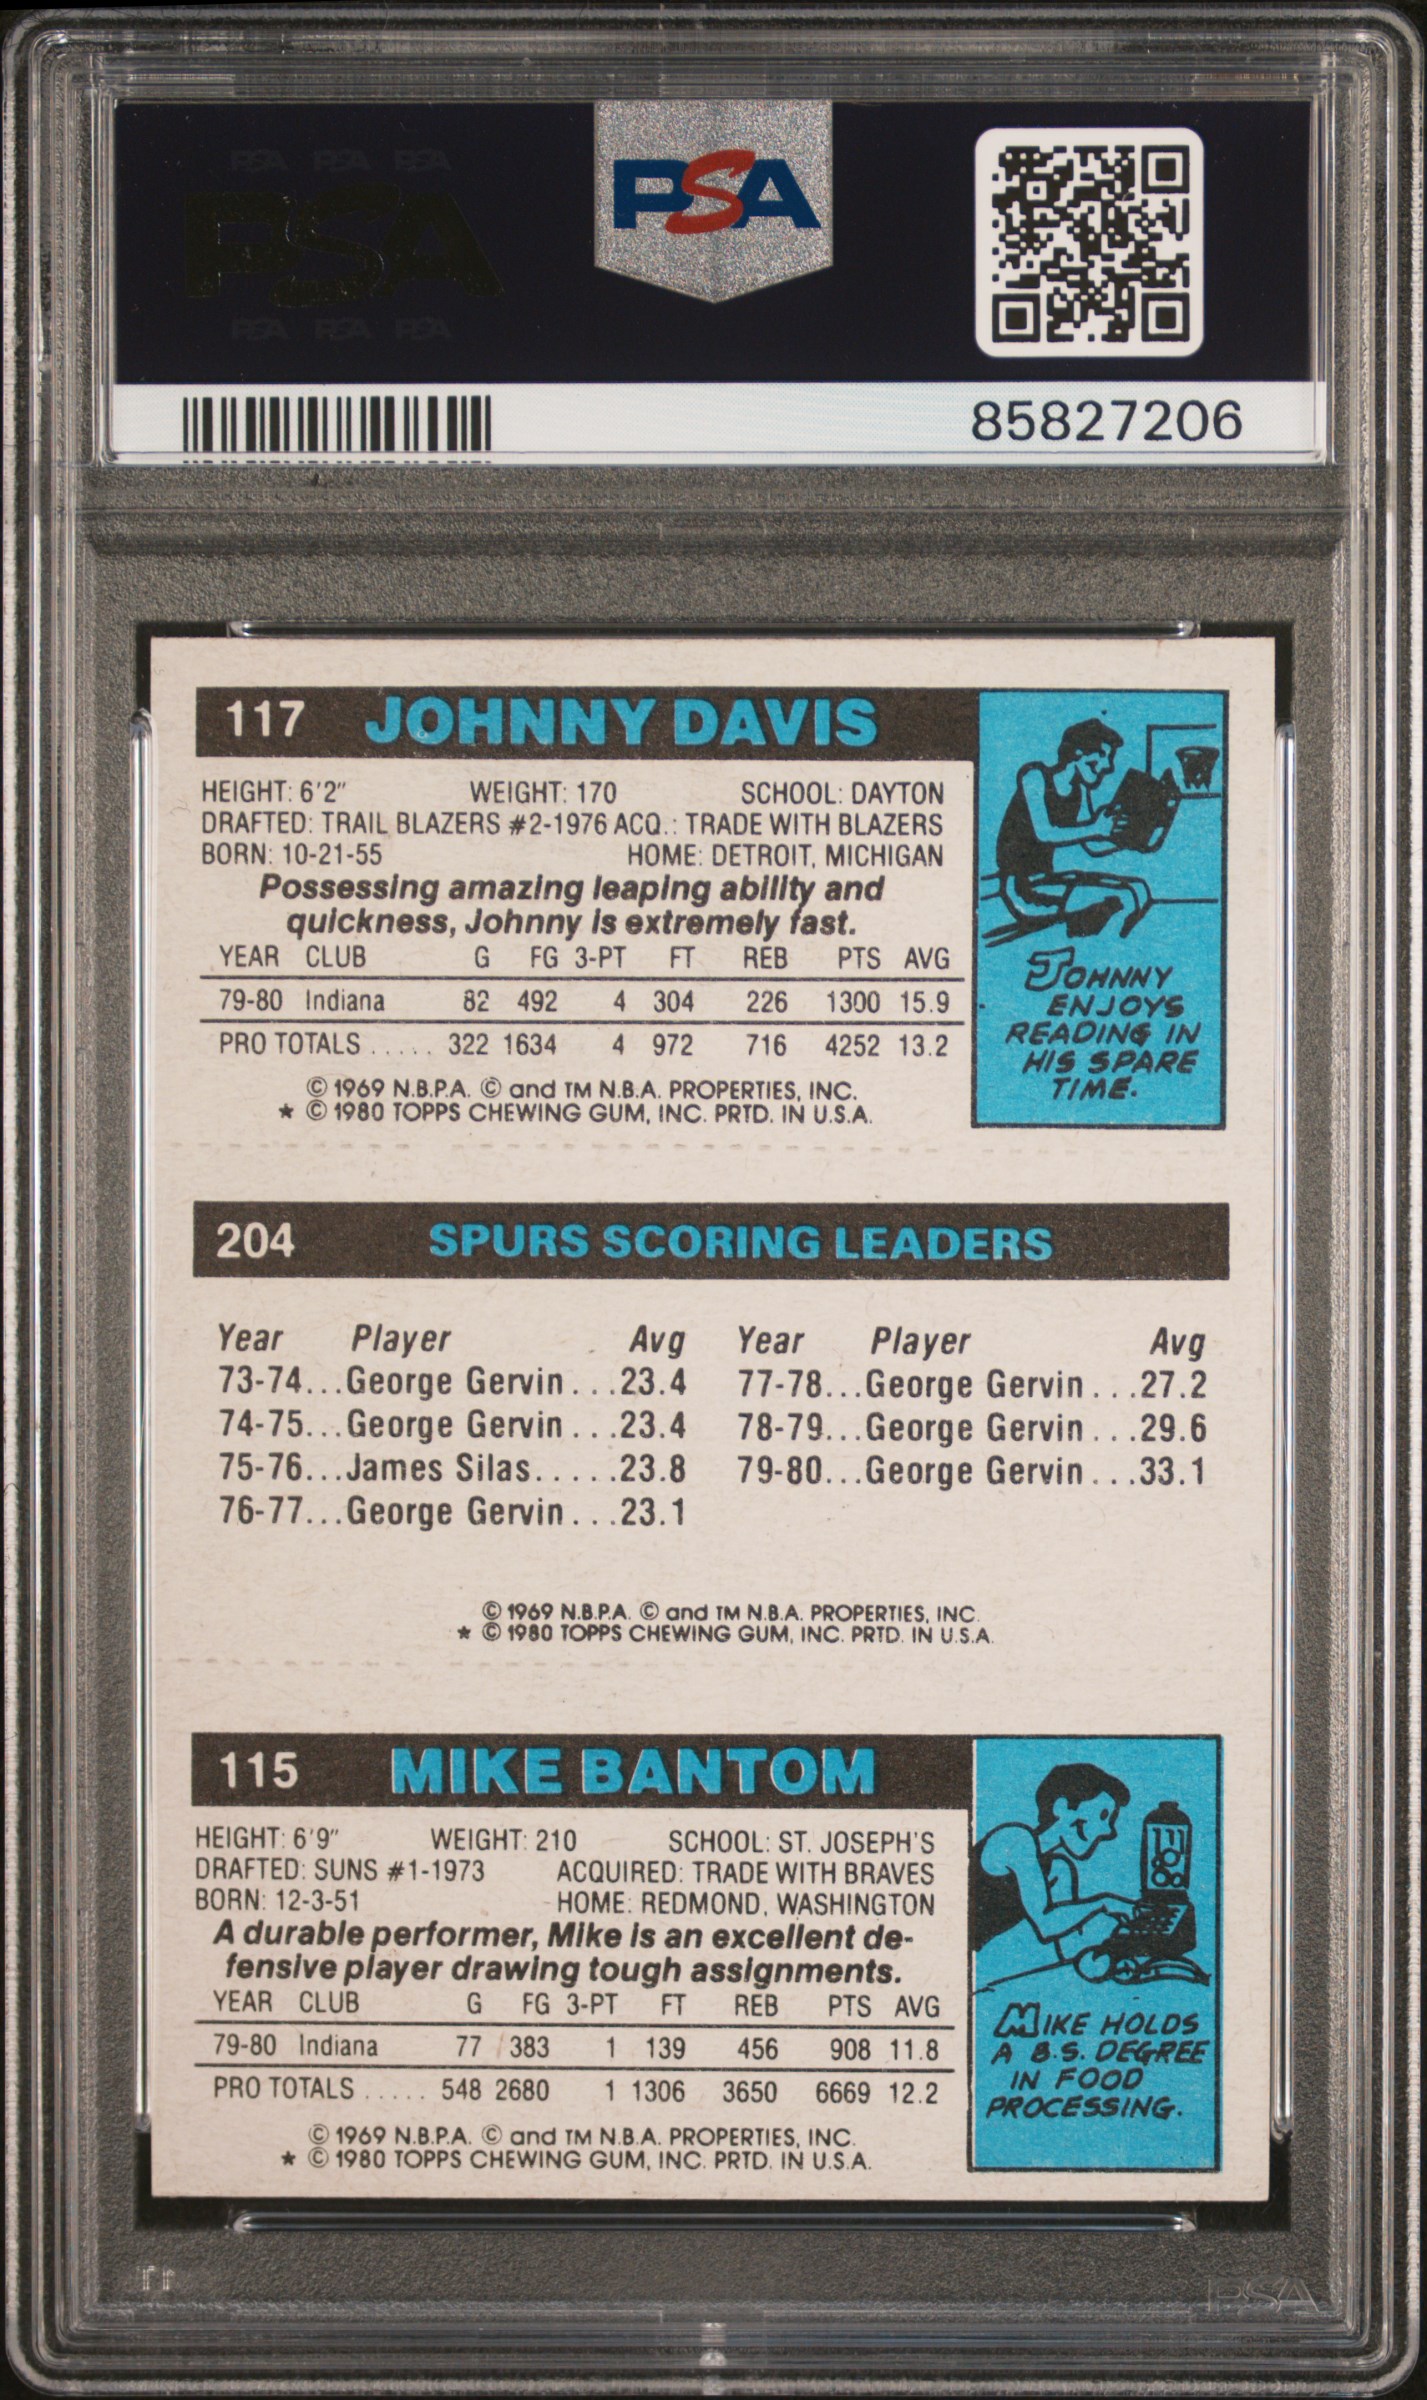 PSA PSA PSA
PSA
PSA PSA PSA
PSA
85827206
117 JOHNNY DAVIS
HEIGHT: 6'2" WEIGHT: 170 SCHOOL: DAYTON
DRAFTED: TRAIL BLAZERS #2-1976 ACQ.: TRADE WITH BLAZERS
BORN: 10-21-55 HOME: DETROIT, MICHIGAN
Possessing amazing leaping ability and
quickness, Johnny is extremely fast.
YEAR CLUB G FG 3-PT FT REB PTS AVG
79-80 Indiana 82 492 4 304 226 1300 15.9
PRO TOTALS ..... 322 1634 4 972 716 4252 13.2
© 1969 N.B.P.A. © and TM N.B.A. PROPERTIES, INC.
* © 1980 TOPPS CHEWING GUM, INC. PRTD. IN U.S.A.
JOHNNY
ENJOYS
READING IN
HIS SPARE
TIME.
204 SPURS SCORING LEADERS
Year Player Avg Year Player Avg
73-74...George Gervin...23.4 77-78...George Gervin...27.2
74-75...George Gervin...23.4 78-79...George Gervin...29.6
75-76...James Silas.....23.8 79-80...George Gervin...33.1
76-77...George Gervin...23.1
© 1969 N.B.P.A. © and TM N.B.A. PROPERTIES, INC.
* © 1980 TOPPS CHEWING GUM, INC. PRTD. IN U.S.A.
115 MIKE BANTOM
HEIGHT: 6'9" WEIGHT: 210 SCHOOL: ST. JOSEPH'S
DRAFTED: SUNS #1-1973 ACQUIRED: TRADE WITH BRAVES
BORN: 12-3-51 HOME: REDMOND, WASHINGTON
A durable performer, Mike is an excellent de-
fensive player drawing tough assignments.
YEAR CLUB G FG 3-PT FT REB PTS AVG
79-80 Indiana 77 383 1 139 456 908 11.8
PRO TOTALS ..... 548 2680 1 1306 3650 6669 12.2
© 1969 N.B.P.A. © and TM N.B.A. PROPERTIES, INC.
* © 1980 TOPPS CHEWING GUM, INC. PRTD. IN U.S.A.
MIKE HOLDS
A B.S. DEGREE
IN FOOD
PROCESSING.
PSA